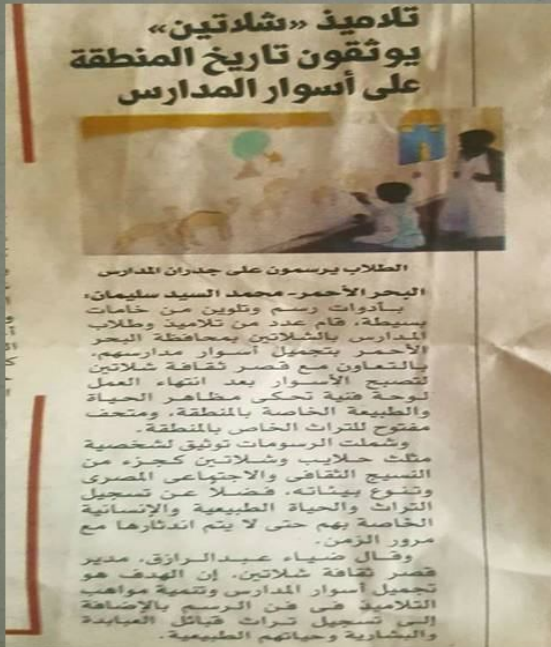 تلاميذ «شلاتين»
يوثقون تاريخ المنطقة
على أسوار المدارس
الطلاب يرسمون على جدران المدارس
البحر الأحمر- محمد السيد سليمان:
بأدوات رسم وتلوين من خامات
بسيطة، قام عدد من تلاميذ وطلاب
المدارس بالشلاتين بمحافظة البحر
الأحمر بتجميل أسوار مدارسهم،
بالتعاون مع قصر ثقافة شلاتين
لتصبح الأسوار بعد انتهاء العمل
لوحة فنية تحكى مظاهر الحياة
والطبيعة الخاصة بالمنطقة، ومتحف
مفتوح للتراث الخاص بالمنطقة.
وشملت الرسومات توثيق لشخصية
مثلث حلايب وشلاتين كجزء من
النسيج الثقافى والاجتماعى المصرى
وتنوع بيئاته، فضلاً عن تسجيل
التراث والحياة الطبيعية والإنسانية
الخاصة بهم حتى لا يتم اندثارها مع
مرور الزمن.
وقال ضياء عبدالرازق، مدير
قصر ثقافة شلاتين، إن الهدف هو
تجميل أسوار المدارس وتنمية مواهب
التلاميذ فى فن الرسم بالإضافة
إلى تسجيل تراث قبائل العبابدة
والبشارية وحياتهم الطبيعية.